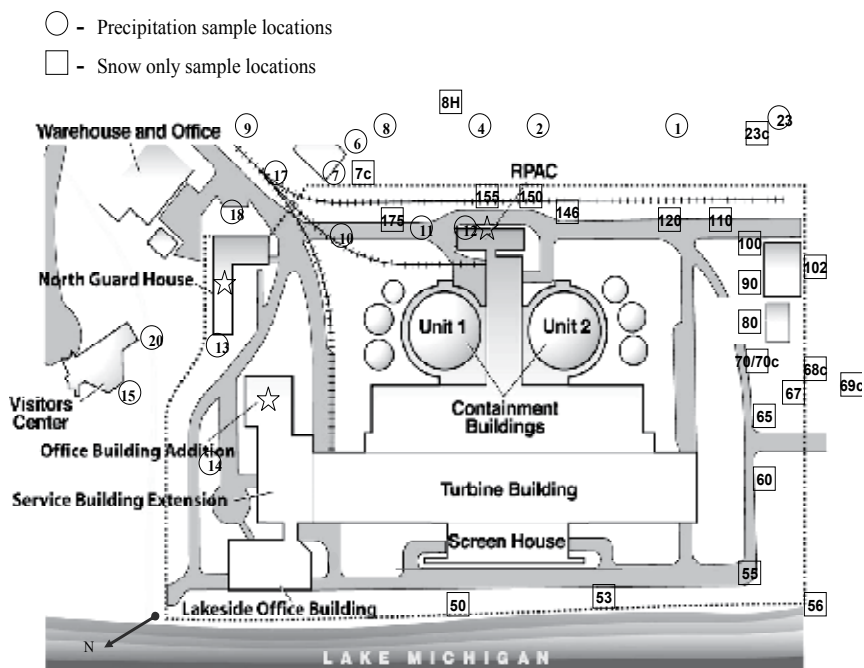 - Precipitation sample locations
- Snow only sample locations
8H
9
8
4
2
1
23
23c
Warehouse and Office
6
7
7c
RPAC
17
155
150
18
175
11
12
146
120
110
10
100
102
North Guard House
90
Unit 1
Unit 2
80
20
13
70/70c
68c
69c
67
15
Visitors
Center
Containment
Buildings
65
Office Building Addition
14
60
Service Building Extension
Turbine Building
Screen House
55
Lakeside Office Building
50
53
56
N
LAKE MICHIGAN